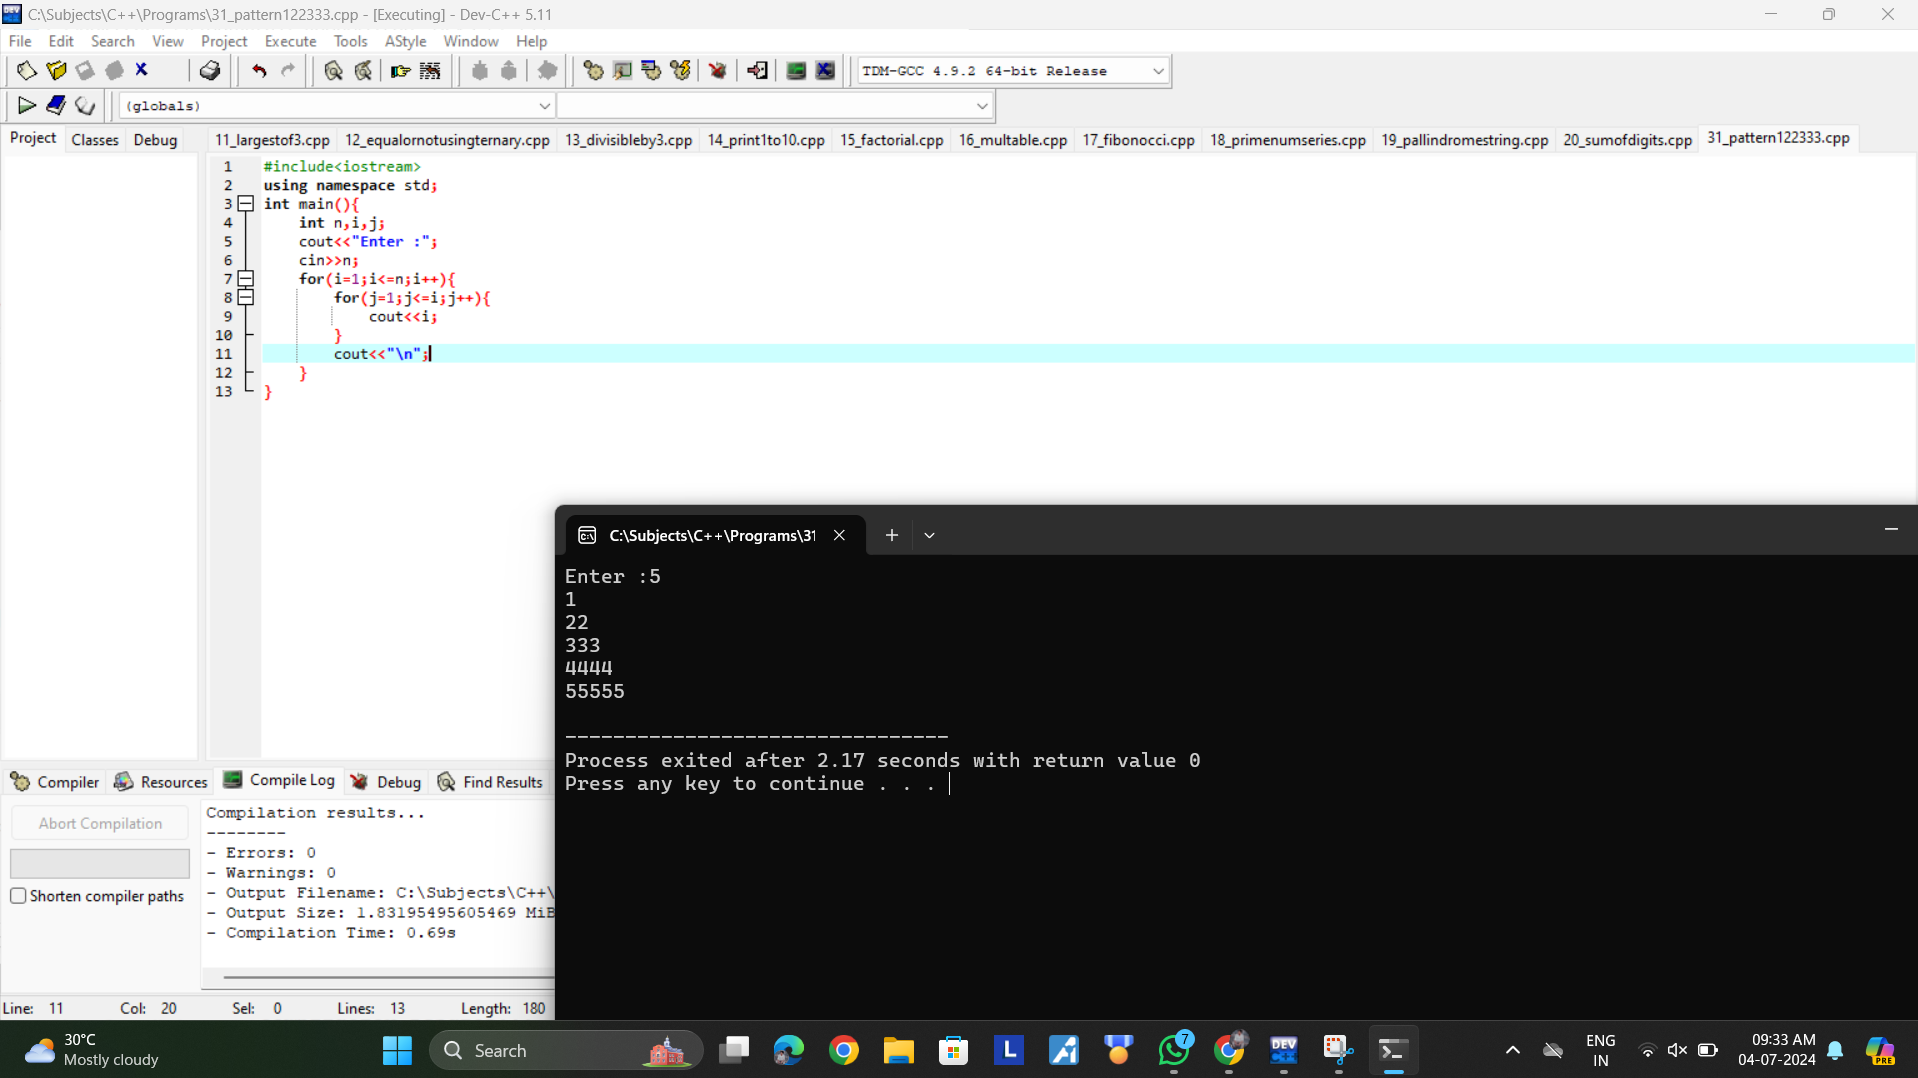 C:\Subjects\C++\Programs\31_pattern122333.cpp - [Executing] - Dev-C++ 5.11
File Edit Search View Project Execute Tools AStyle Window Help
TDM-GCC 4.9.2 64-bit Release
(globals)
Project Classes Debug 11_largestof3.cpp 12_equalornotusingternary.cpp 13_divisibleby3.cpp 14_print1to10.cpp 15_factorial.cpp 16_multable.cpp 17_fibonocci.cpp 18_primenumseries.cpp 19_pallindromestring.cpp 20_sumofdigits.cpp 31_pattern122333.cpp
1 #include<iostream>
2 using namespace std;
3 int main(){
4 int n,i,j;
5 cout<<"Enter :";
6 cin>>n;
7 for(i=1;i<=n;i++){
8 for(j=1;j<=i;j++){
9 cout<<i;
10 }
11 cout<<"\n";
12 }
13 }
C:\Subjects\C++\Programs\31
Enter :5
1
22
333
4444
55555
--------------------------------
Process exited after 2.17 seconds with return value 0
Press any key to continue . . .
Compiler Resources Compile Log Debug Find Results
Abort Compilation
Shorten compiler paths
Compilation results...
--------
- Errors: 0
- Warnings: 0
- Output Filename: C:\Subjects\C++\
- Output Size: 1.83195495605469 MiB
- Compilation Time: 0.69s
Line: 11 Col: 20 Sel: 0 Lines: 13 Length: 180
30°C
Mostly cloudy
Search
L
7
DEV
C++
ENG
IN
09:33 AM
04-07-2024
PRE